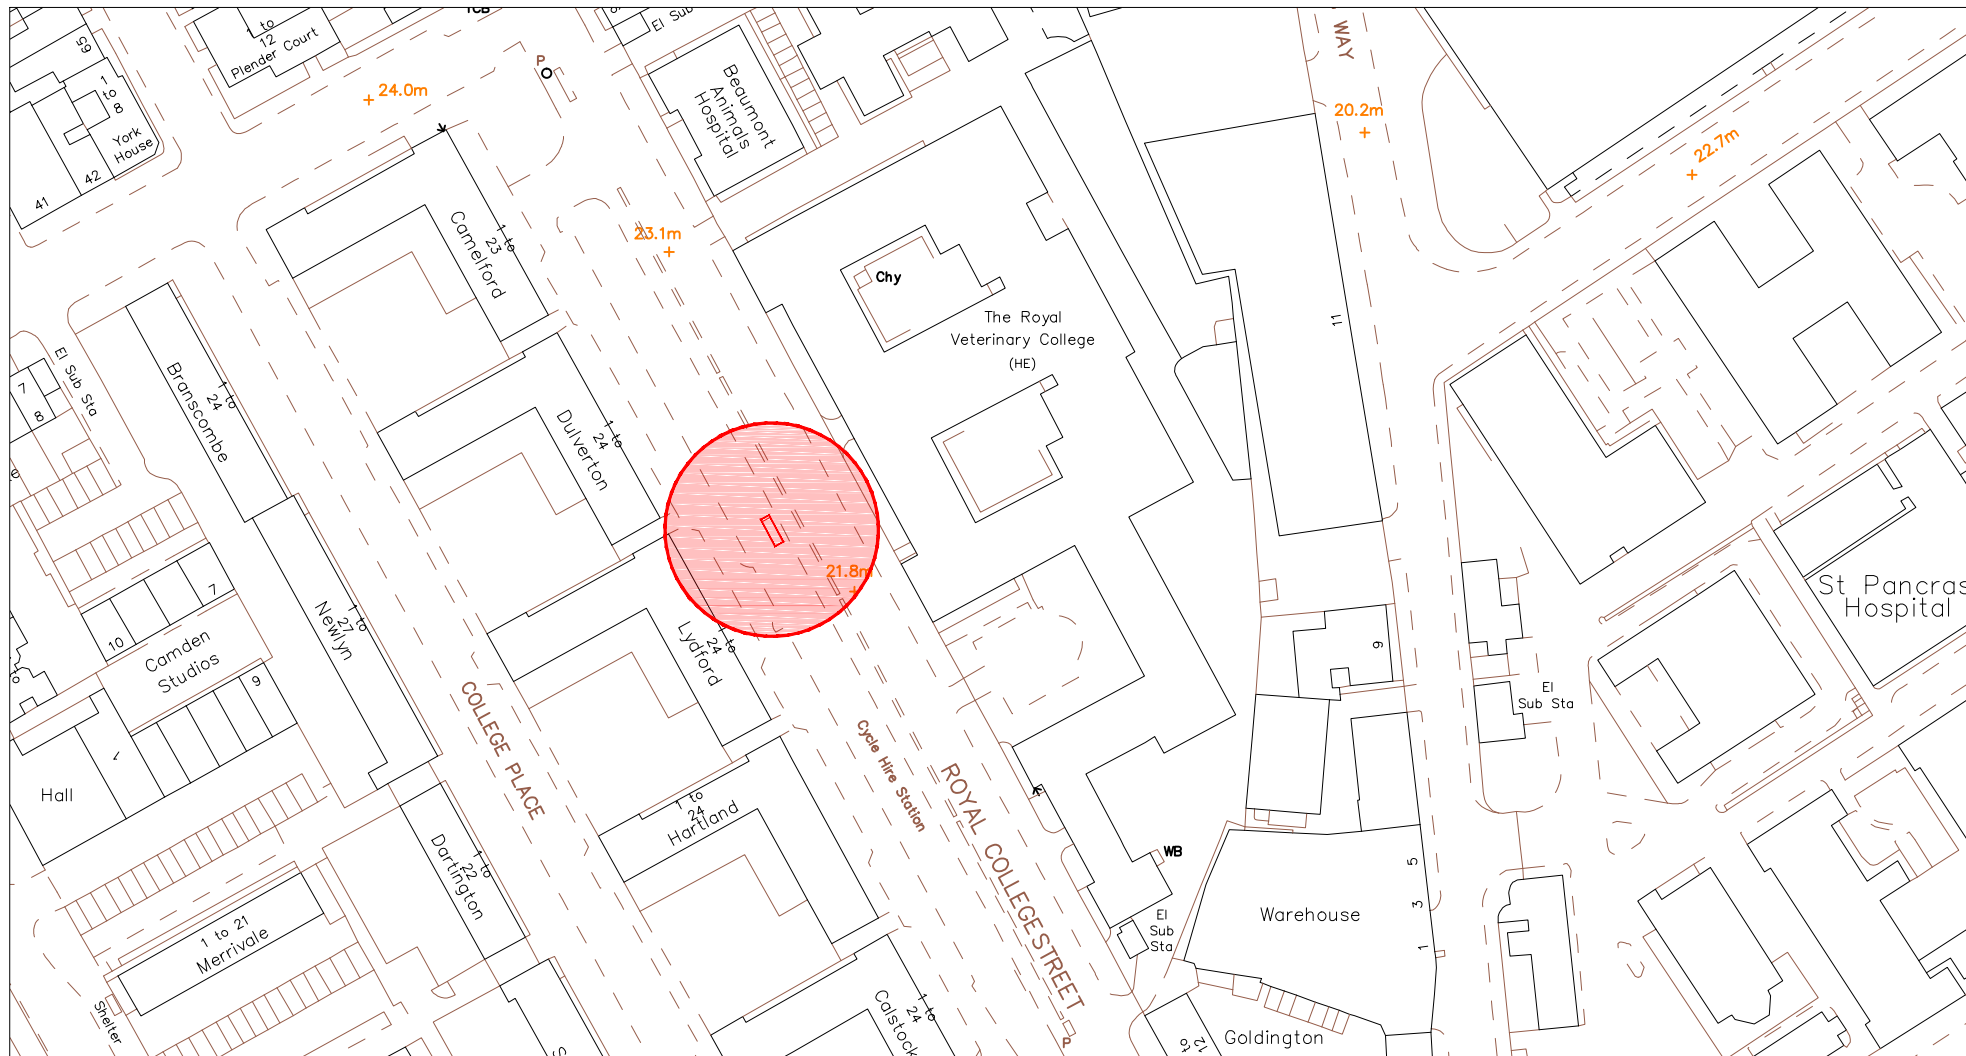 TCB
El Sub
65
1 to
12
Plender Court
1
to
8
York
House
41
42
24.0m
P
Beaumont
Animals
Hospital
WAY
20.2m
22.7m
23.1m
1 to
23
Camelford
Chy
The Royal
Veterinary College
(HE)
11
El Sub Sta
7
8
1 to
24
Branscombe
1 to
24
Dulverton
21.8m
St Pancras
Hospital
7
10
Camden
Studios
9
1 to
27
Newlyn
1 to
24
Lydford
9
El
Sub Sta
to
COLLEGE PLACE
Cycle Hire Station
ROYAL COLLEGE STREET
Hall
1 to
24
Hartland
1 to
22
Dartington
WB
5
3
1
Warehouse
El
Sub
Sta
1 to 21
Merrivale
Shelter
1 to
24
Calstock
P
12
to
Goldington